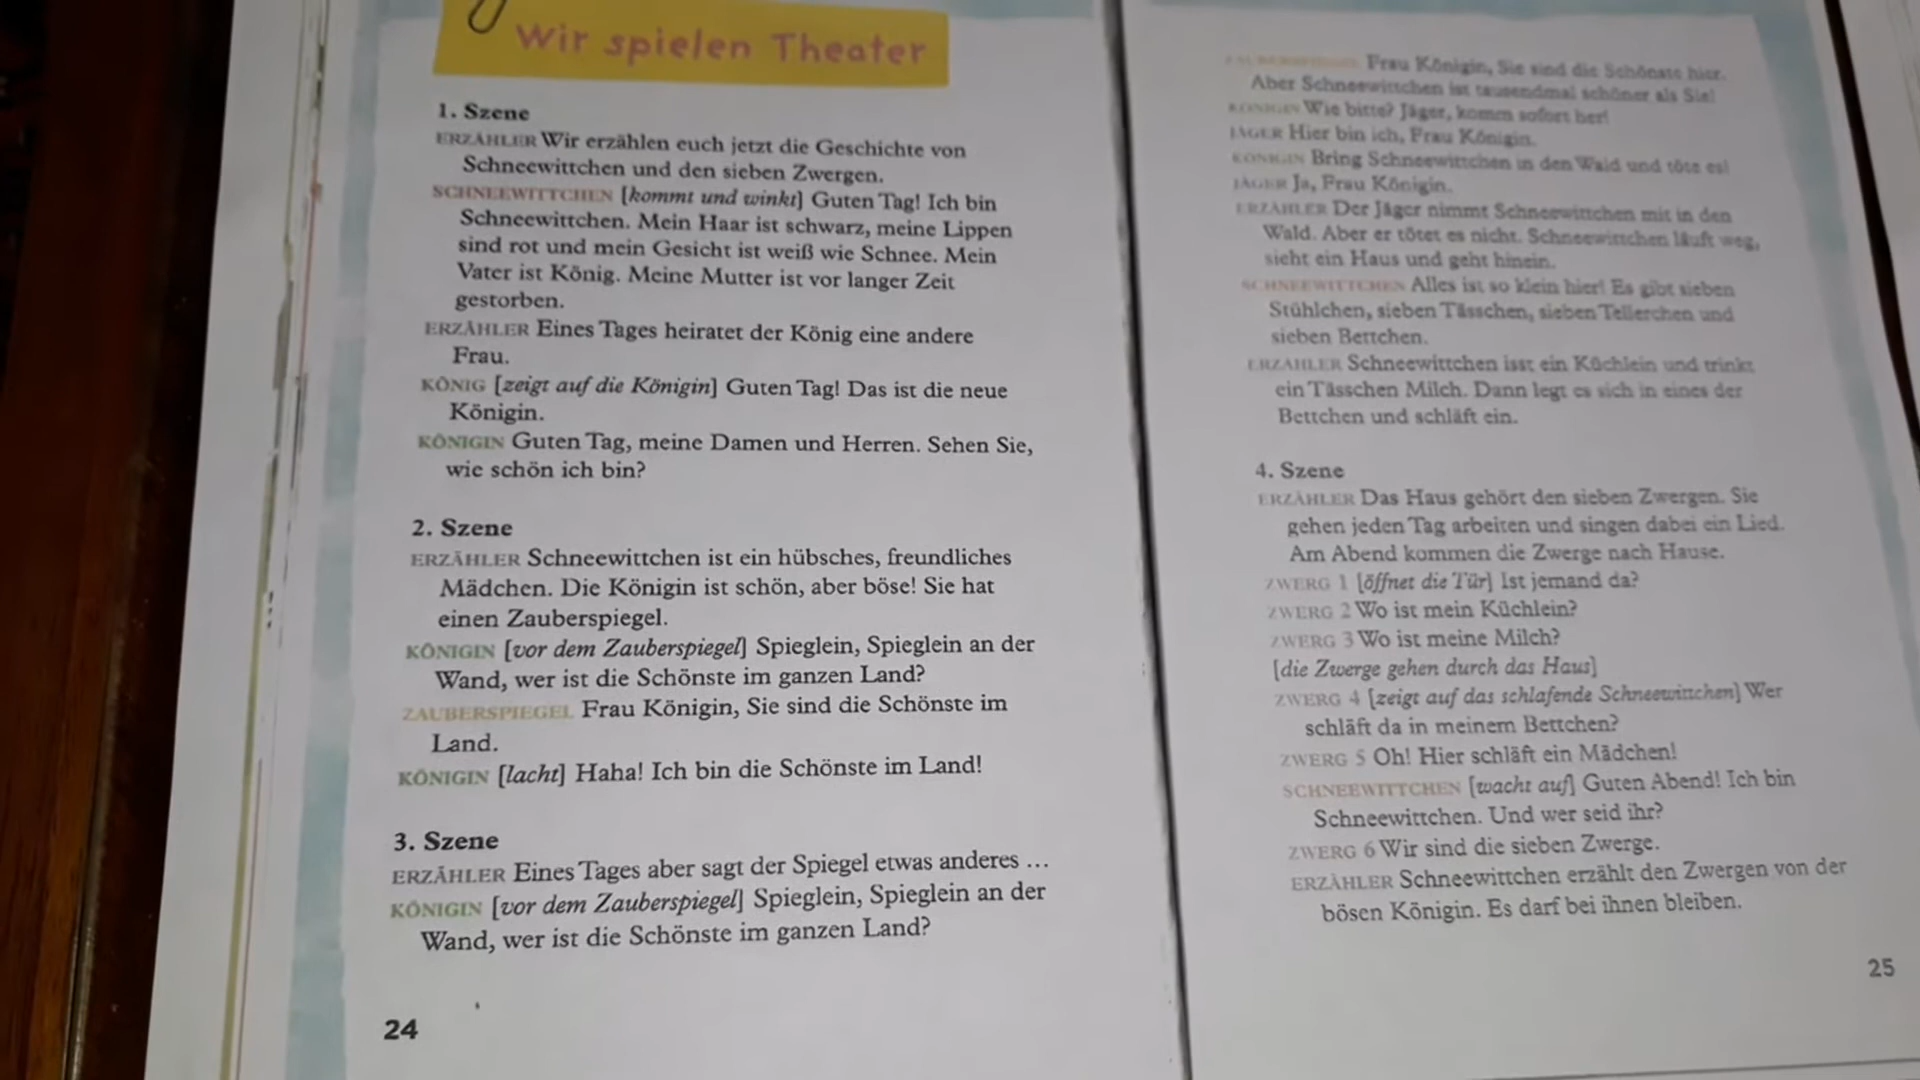 Wir spielen Theater
1. Szene
ERZÄHLER Wir erzählen euch jetzt die Geschichte von
Schneewittchen und den sieben Zwergen.
SCHNEEWITTCHEN [kommt und winkt] Guten Tag! Ich bin
Schneewittchen. Mein Haar ist schwarz, meine Lippen
sind rot und mein Gesicht ist weiß wie Schnee. Mein
Vater ist König. Meine Mutter ist vor langer Zeit
gestorben.
ERZÄHLER Eines Tages heiratet der König eine andere
Frau.
KÖNIG [zeigt auf die Königin] Guten Tag! Das ist die neue
Königin.
KÖNIGIN Guten Tag, meine Damen und Herren. Sehen Sie,
wie schön ich bin?
2. Szene
ERZÄHLER Schneewittchen ist ein hübsches, freundliches
Mädchen. Die Königin ist schön, aber böse! Sie hat
einen Zauberspiegel.
KÖNIGIN [vor dem Zauberspiegel] Spieglein, Spieglein an der
Wand, wer ist die Schönste im ganzen Land?
ZAUBERSPIEGEL Frau Königin, Sie sind die Schönste im
Land.
KÖNIGIN [lacht] Haha! Ich bin die Schönste im Land!
3. Szene
ERZÄHLER Eines Tages aber sagt der Spiegel etwas anderes ...
KÖNIGIN [vor dem Zauberspiegel] Spieglein, Spieglein an der
Wand, wer ist die Schönste im ganzen Land?
24
ZAUBERSPIEGEL Frau Königin, Sie sind die Schönste hier.
Aber Schneewittchen ist tausendmal schöner als Sie!
KÖNIGIN Wie bitte? Jäger, komm sofort her!
JÄGER Hier bin ich, Frau Königin.
KÖNIGIN Bring Schneewittchen in den Wald und töte es!
JÄGER Ja, Frau Königin.
ERZÄHLER Der Jäger nimmt Schneewittchen mit in den
Wald. Aber er tötet es nicht. Schneewittchen läuft weg,
sieht ein Haus und geht hinein.
SCHNEEWITTCHEN Alles ist so klein hier! Es gibt sieben
Stühlchen, sieben Tässchen, sieben Tellerchen und
sieben Bettchen.
ERZÄHLER Schneewittchen isst ein Küchlein und trinkt
ein Tässchen Milch. Dann legt es sich in eines der
Bettchen und schläft ein.
4. Szene
ERZÄHLER Das Haus gehört den sieben Zwergen. Sie
gehen jeden Tag arbeiten und singen dabei ein Lied.
Am Abend kommen die Zwerge nach Hause.
ZWERG 1 [öffnet die Tür] Ist jemand da?
ZWERG 2 Wo ist mein Küchlein?
ZWERG 3 Wo ist meine Milch?
[die Zwerge gehen durch das Haus]
ZWERG 4 [zeigt auf das schlafende Schneewittchen] Wer
schläft da in meinem Bettchen?
ZWERG 5 Oh! Hier schläft ein Mädchen!
SCHNEEWITTCHEN [wacht auf] Guten Abend! Ich bin
Schneewittchen. Und wer seid ihr?
ZWERG 6 Wir sind die sieben Zwerge.
ERZÄHLER Schneewittchen erzählt den Zwergen von der
bösen Königin. Es darf bei ihnen bleiben.
25